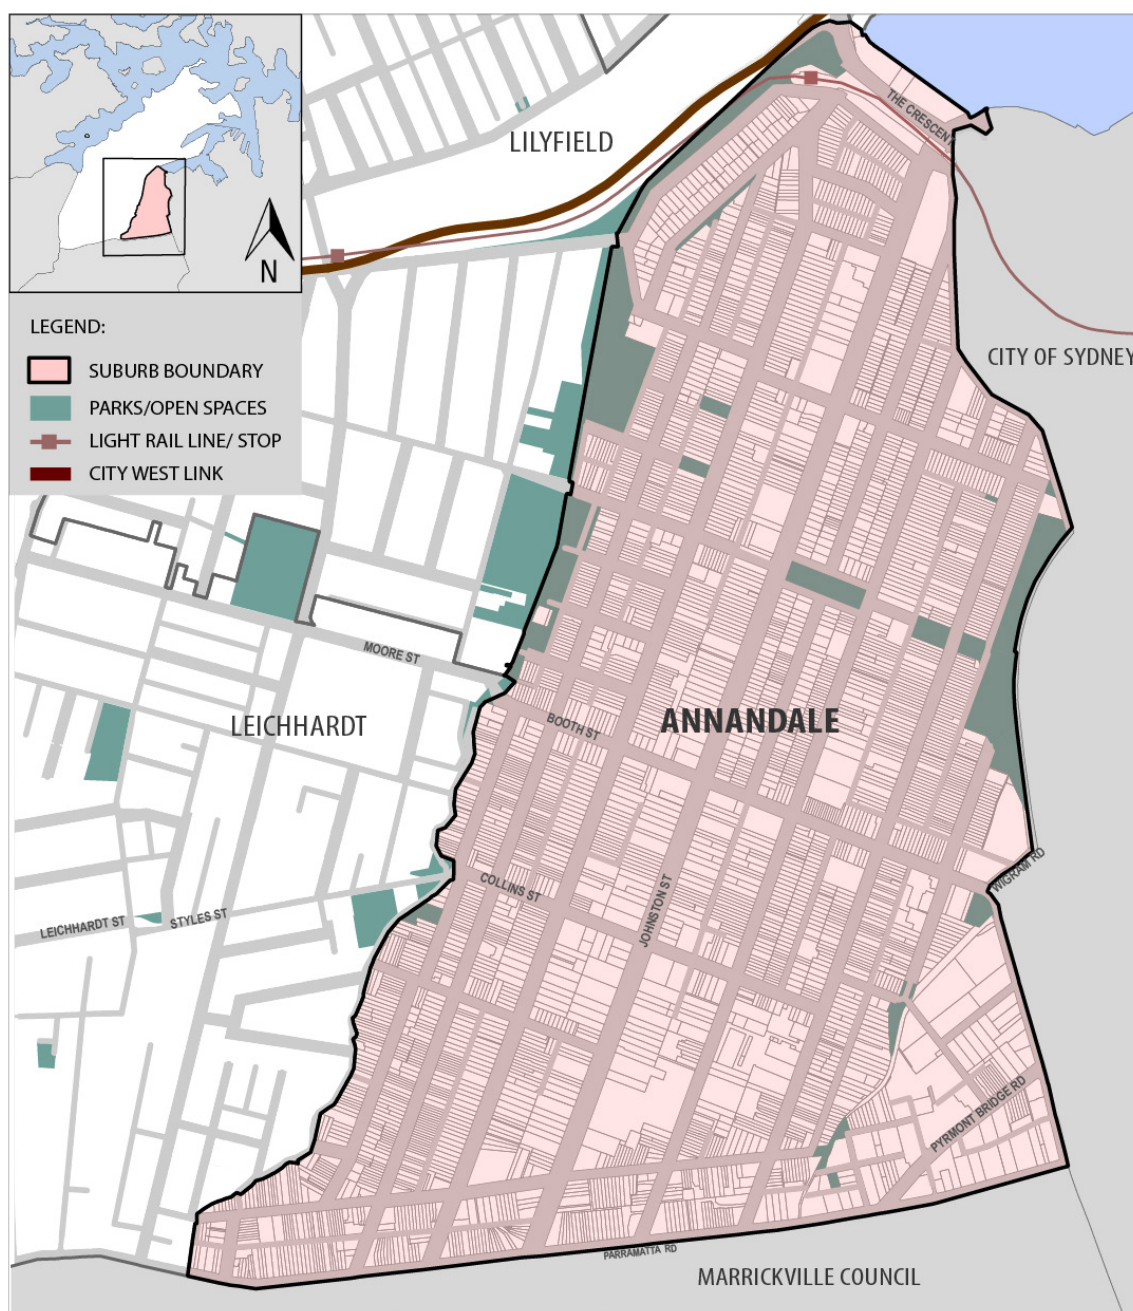 N
LEGEND:
SUBURB BOUNDARY
PARKS/OPEN SPACES
LIGHT RAIL LINE/ STOP
CITY WEST LINK
LILYFIELD
THE CRESCENT
CITY OF SYDNEY
MOORE ST
LEICHHARDT
BOOTH ST
ANNANDALE
COLLINS ST
JOHNSTON ST
WIGRAM RD
LEICHHARDT ST
STYLES ST
PYRMONT BRIDGE RD
PARRAMATTA RD
MARRICKVILLE COUNCIL